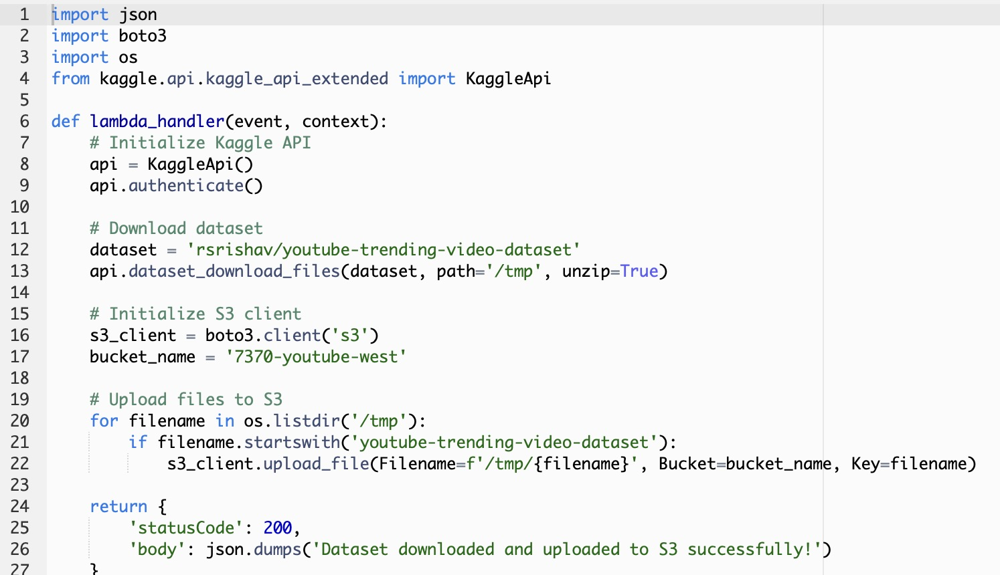 1 import json
2 import boto3
3 import os
4 from kaggle.api.kaggle_api_extended import KaggleApi
5
6 def lambda_handler(event, context):
7     # Initialize Kaggle API
8     api = KaggleApi()
9     api.authenticate()
10
11     # Download dataset
12     dataset = 'rsrishav/youtube-trending-video-dataset'
13     api.dataset_download_files(dataset, path='/tmp', unzip=True)
14
15     # Initialize S3 client
16     s3_client = boto3.client('s3')
17     bucket_name = '7370-youtube-west'
18
19     # Upload files to S3
20     for filename in os.listdir('/tmp'):
21         if filename.startswith('youtube-trending-video-dataset'):
22             s3_client.upload_file(Filename=f'/tmp/{filename}', Bucket=bucket_name, Key=filename)
23
24     return {
25         'statusCode': 200,
26         'body': json.dumps('Dataset downloaded and uploaded to S3 successfully!')
27     }